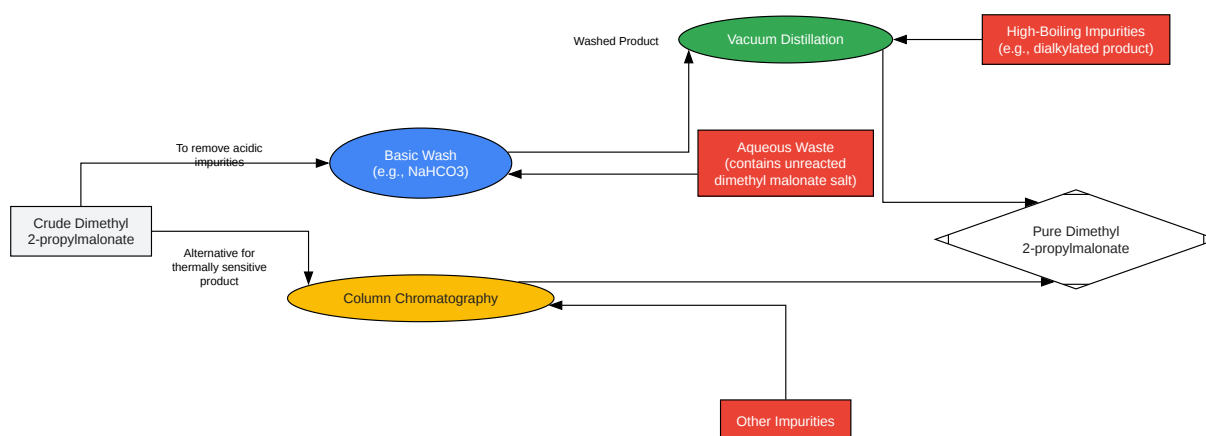 High-Boiling Impurities
(e.g., dialkylated product)
Vacuum Distillation
Washed Product
To remove acidic
impurities
Basic Wash
(e.g., NaHCO3)
Aqueous Waste
(contains unreacted
dimethyl malonate salt)
Crude Dimethyl
2-propylmalonate
Pure Dimethyl
2-propylmalonate
Alternative for
thermally sensitive
product
Column Chromatography
Other Impurities